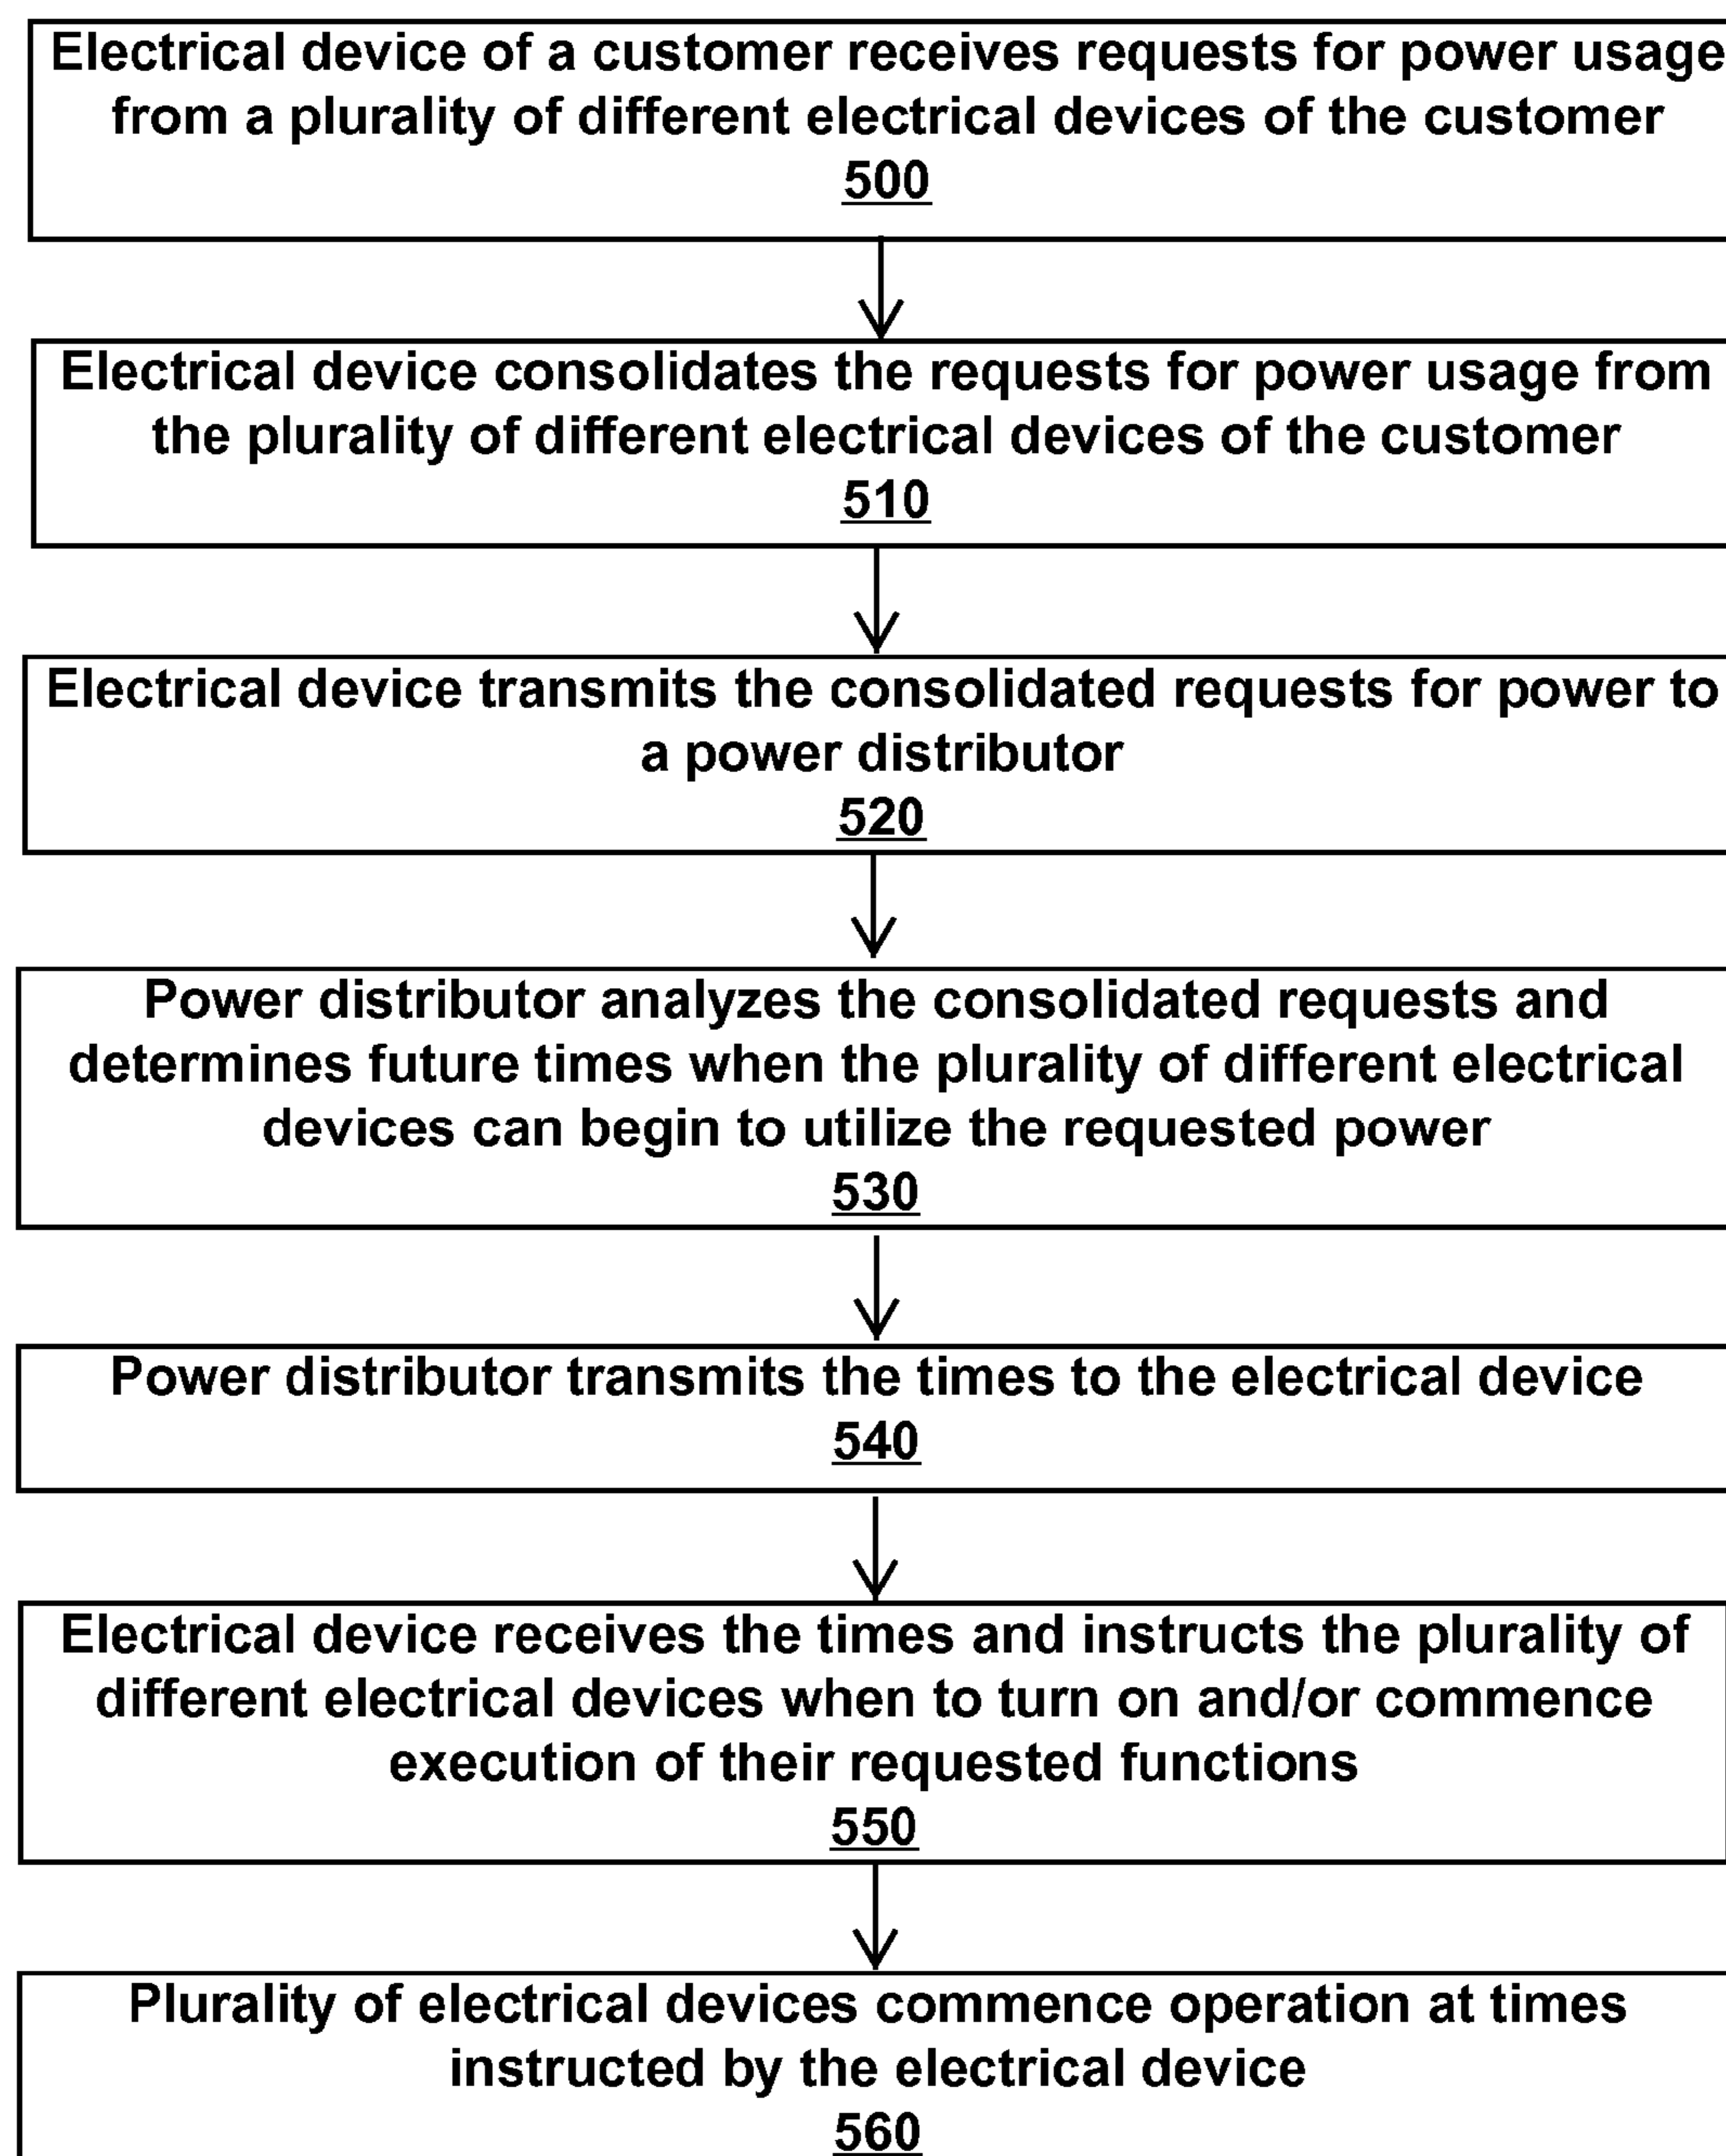 Electrical device of a customer receives requests for power usage
from a plurality of different electrical devices of the customer
500
Electrical device consolidates the requests for power usage from
the plurality of different electrical devices of the customer
510
Electrical device transmits the consolidated requests for power to
a power distributor
520
Power distributor analyzes the consolidated requests and
determines future times when the plurality of different electrical
devices can begin to utilize the requested power
530
Power distributor transmits the times to the electrical device
540
Electrical device receives the times and instructs the plurality of
different electrical devices when to turn on and/or commence
execution of their requested functions
550
Plurality of electrical devices commence operation at times
instructed by the electrical device
560